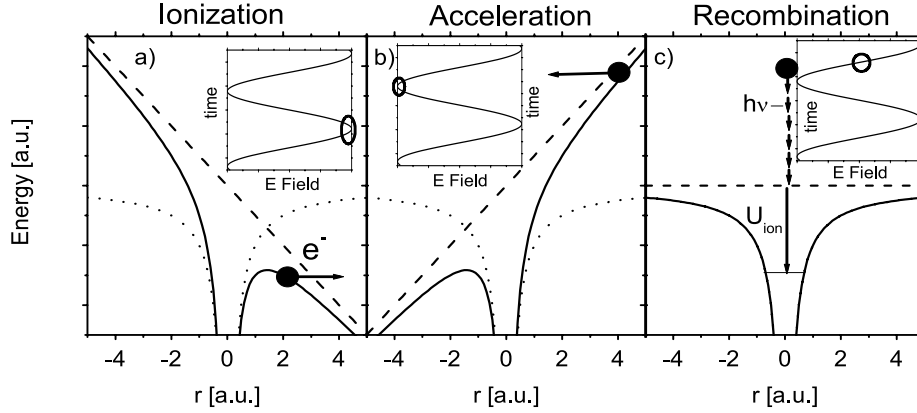 Ionization Acceleration Recombination
a) b) c)
time time time
E Field E Field E Field
hν
Energy [a.u.]
e-
U_ion
-4 -2 0 2 4 -4 -2 0 2 4 -4 -2 0 2 4
r [a.u.] r [a.u.] r [a.u.]